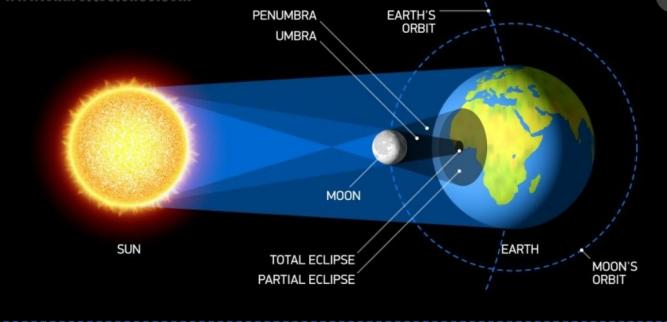 PENUMBRA
UMBRA
EARTH'S
ORBIT
MOON
SUN
EARTH
TOTAL ECLIPSE
PARTIAL ECLIPSE
MOON'S
ORBIT